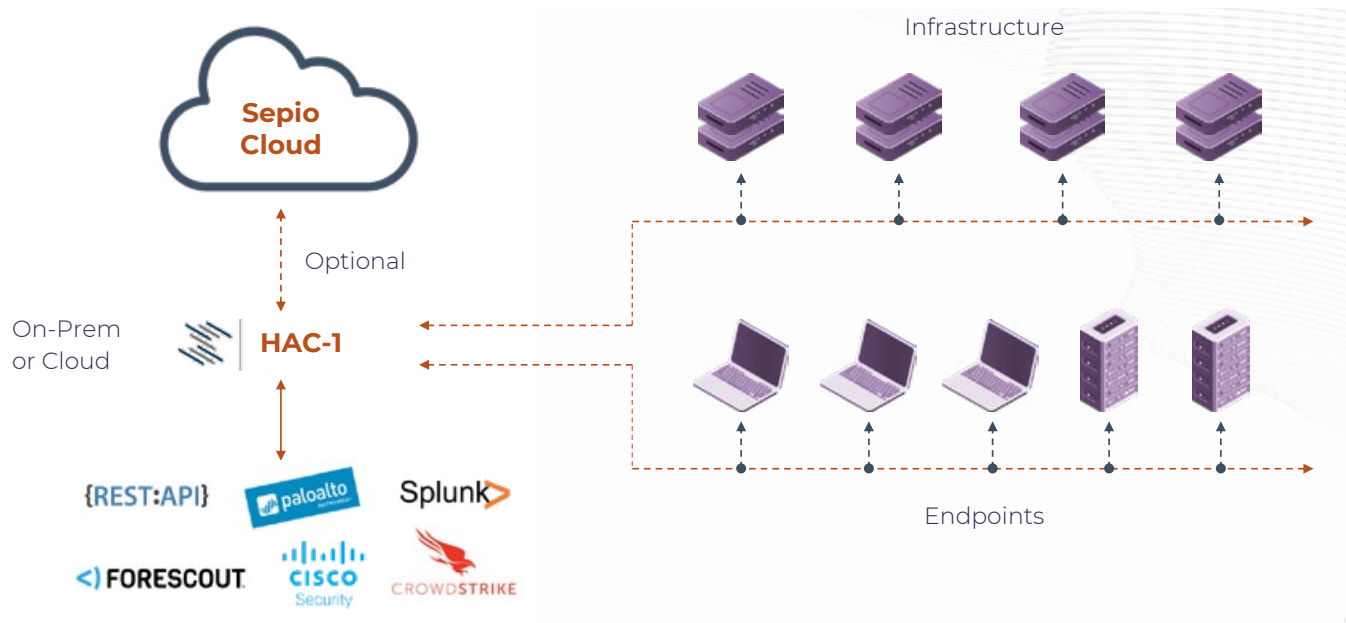 Infrastructure
Sepio
Cloud
Optional
On-Prem
or Cloud
HAC-1
{REST:API}
paloalto
Splunk>
Endpoints
<) FORESCOUT.
CISCO
Security
CROWDSTRIKE